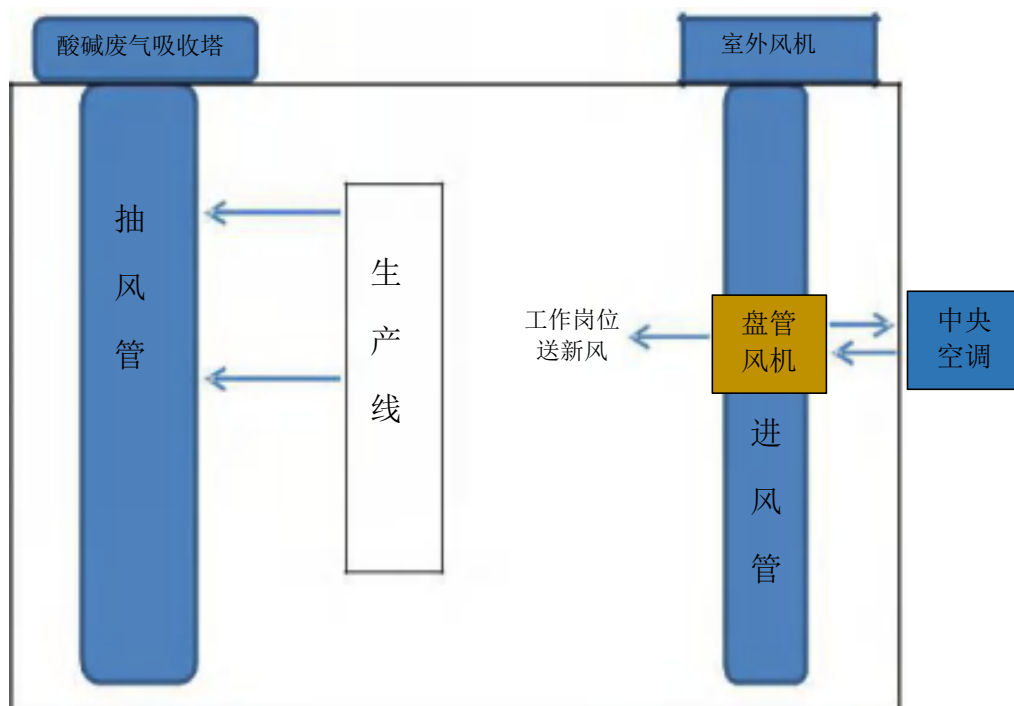 酸碱废气吸收塔
室外风机
抽风管
生产线
工作岗位
送新风
盘管
风机
中央
空调
进风管